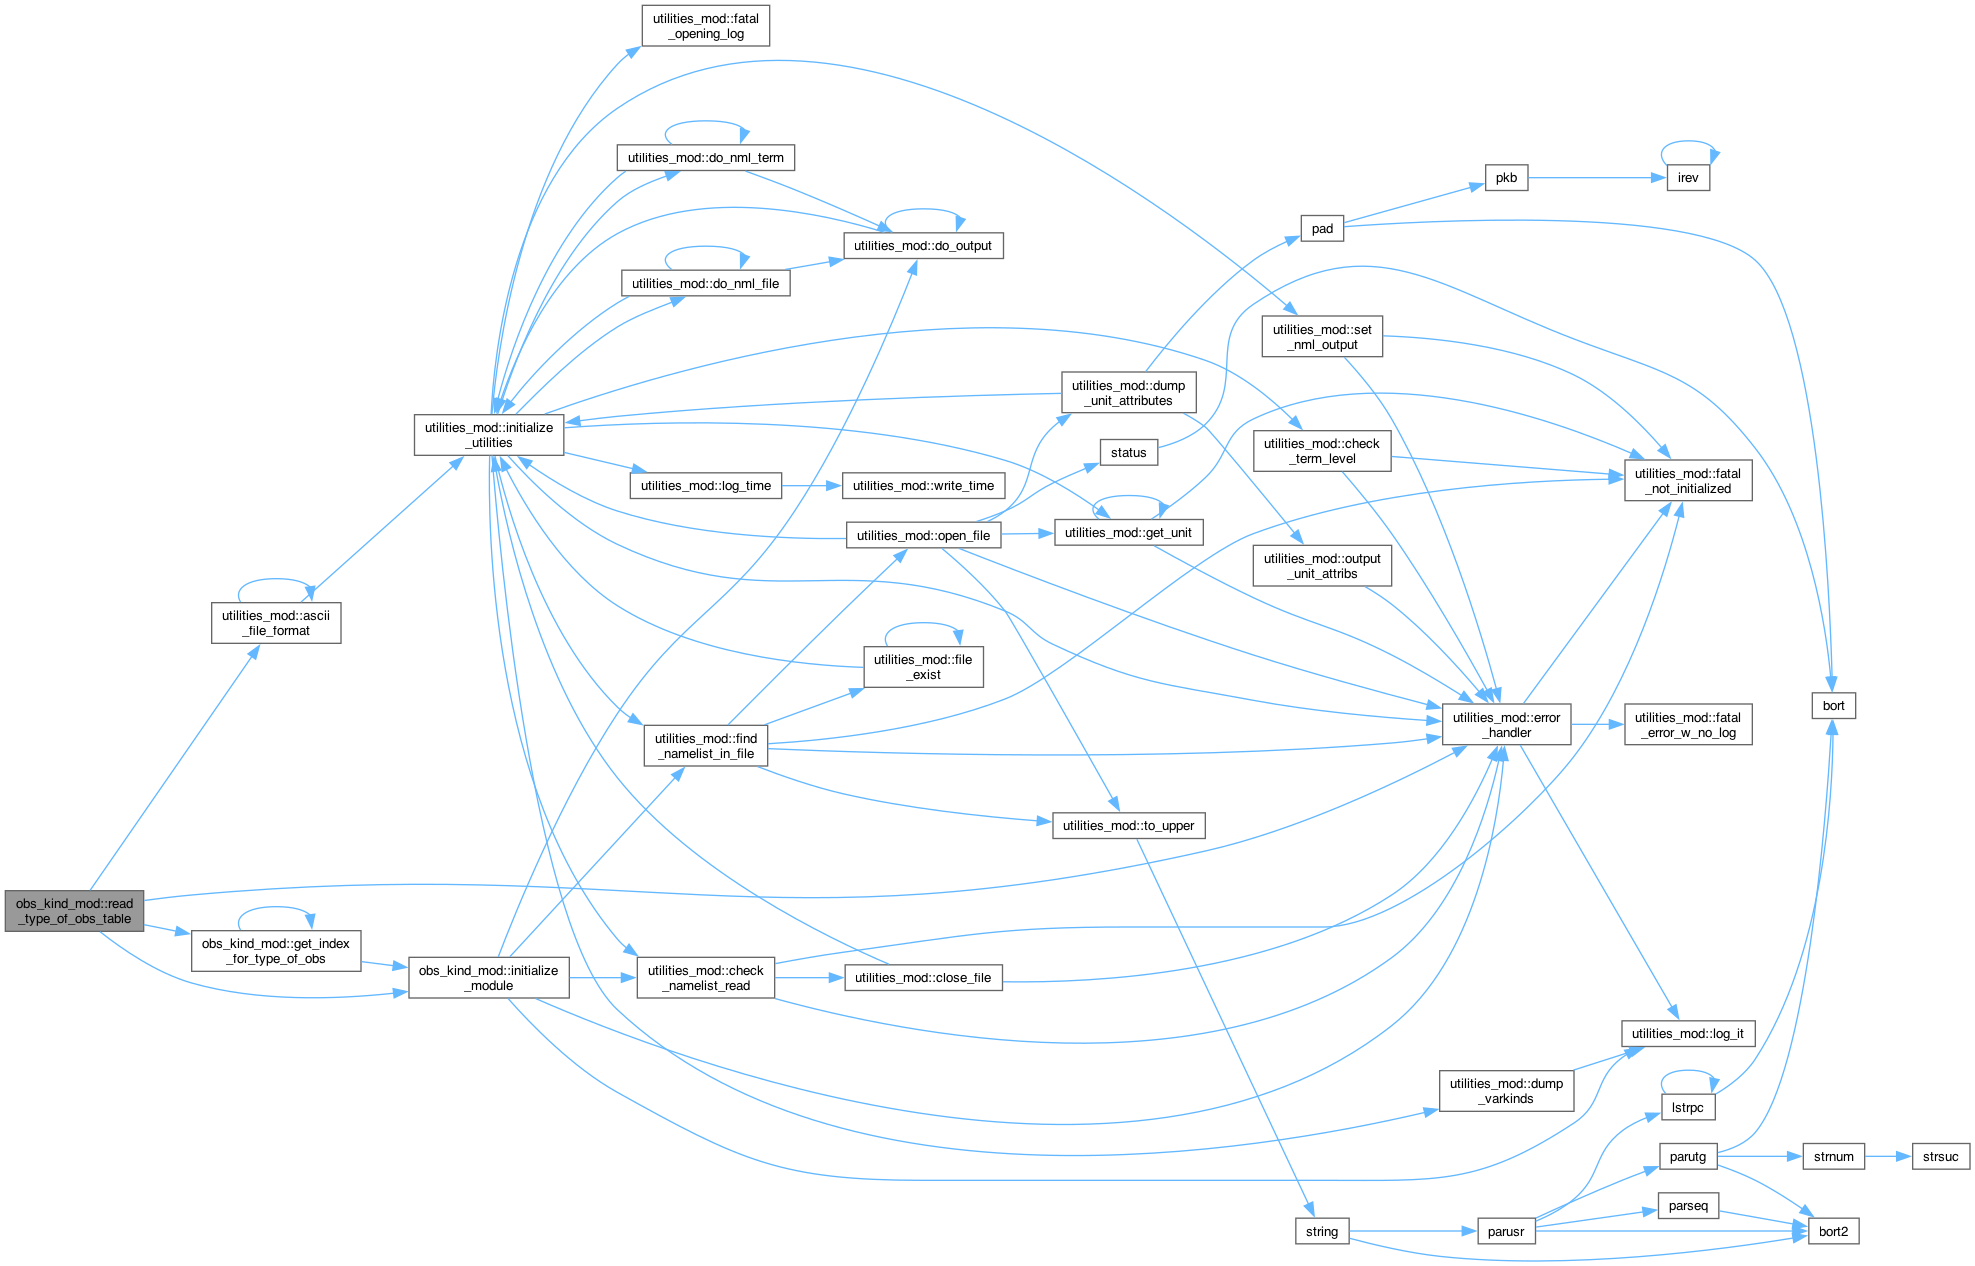 utilities_mod::fatal
_opening_log
utilities_mod::do_nml_term
pkb
irev
pad
utilities_mod::do_output
utilities_mod::do_nml_file
utilities_mod::set
_nml_output
utilities_mod::dump
_unit_attributes
utilities_mod::initialize
_utilities
utilities_mod::check
_term_level
status
utilities_mod::fatal
_not_initialized
utilities_mod::log_time
utilities_mod::write_time
utilities_mod::open_file
utilities_mod::get_unit
utilities_mod::output
_unit_attribs
utilities_mod::ascii
_file_format
utilities_mod::file
_exist
bort
utilities_mod::error
_handler
utilities_mod::fatal
_error_w_no_log
utilities_mod::find
_namelist_in_file
utilities_mod::to_upper
obs_kind_mod::read
_type_of_obs_table
obs_kind_mod::get_index
_for_type_of_obs
obs_kind_mod::initialize
_module
utilities_mod::check
_namelist_read
utilities_mod::close_file
utilities_mod::log_it
utilities_mod::dump
_varkinds
lstrpc
parutg
strnum
strsuc
parseq
string
parusr
bort2